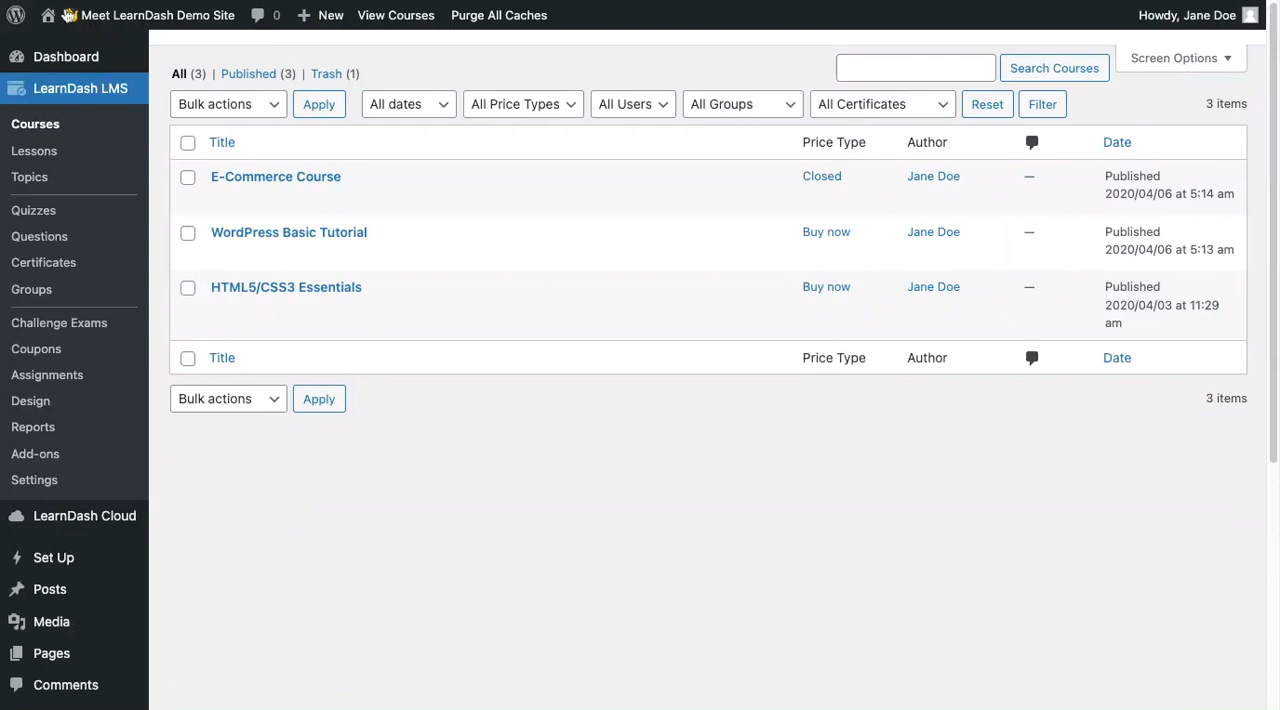 Meet LearnDash Demo Site 0 New View Courses Purge All Caches Howdy, Jane Doe
Dashboard
LearnDash LMS
Courses
Lessons
Topics
Quizzes
Questions
Certificates
Groups
Challenge Exams
Coupons
Assignments
Design
Reports
Add-ons
Settings
LearnDash Cloud
Set Up
Posts
Media
Pages
Comments
Screen Options
All (3) | Published (3) | Trash (1) Search Courses
Bulk actions Apply All dates All Price Types All Users All Groups All Certificates Reset Filter 3 items
Title Price Type Author Date
E-Commerce Course Closed Jane Doe — Published
2020/04/06 at 5:14 am
WordPress Basic Tutorial Buy now Jane Doe — Published
2020/04/06 at 5:13 am
HTML5/CSS3 Essentials Buy now Jane Doe — Published
2020/04/03 at 11:29
am
Title Price Type Author Date
Bulk actions Apply 3 items